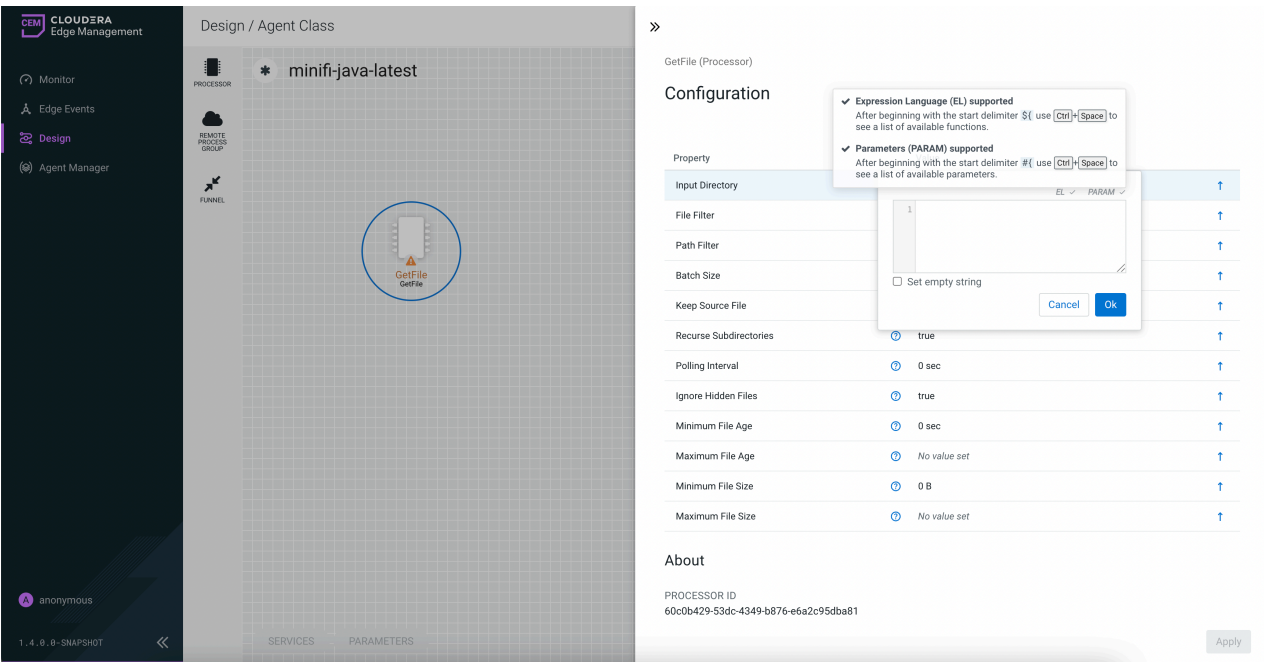 CEM CLOUDERA
Edge Management
Monitor
Edge Events
Design
Agent Manager
A anonymous
1.4.0.0-SNAPSHOT
Design / Agent Class
PROCESSOR
REMOTE
PROCESS
GROUP
FUNNEL
minifi-java-latest
GetFile
GetFile
SERVICES PARAMETERS
GetFile (Processor)
Configuration
Expression Language (EL) supported
After beginning with the start delimiter ${ use Ctrl+Space to
see a list of available functions.
Parameters (PARAM) supported
After beginning with the start delimiter #{ use Ctrl+Space to
see a list of available parameters.
EL PARAM
1
Set empty string
Cancel Ok
Property
Input Directory
File Filter
Path Filter
Batch Size
Keep Source File
Recurse Subdirectories true
Polling Interval 0 sec
Ignore Hidden Files true
Minimum File Age 0 sec
Maximum File Age No value set
Minimum File Size 0 B
Maximum File Size No value set
About
PROCESSOR ID
60c0b429-53dc-4349-b876-e6a2c95dba81
Apply